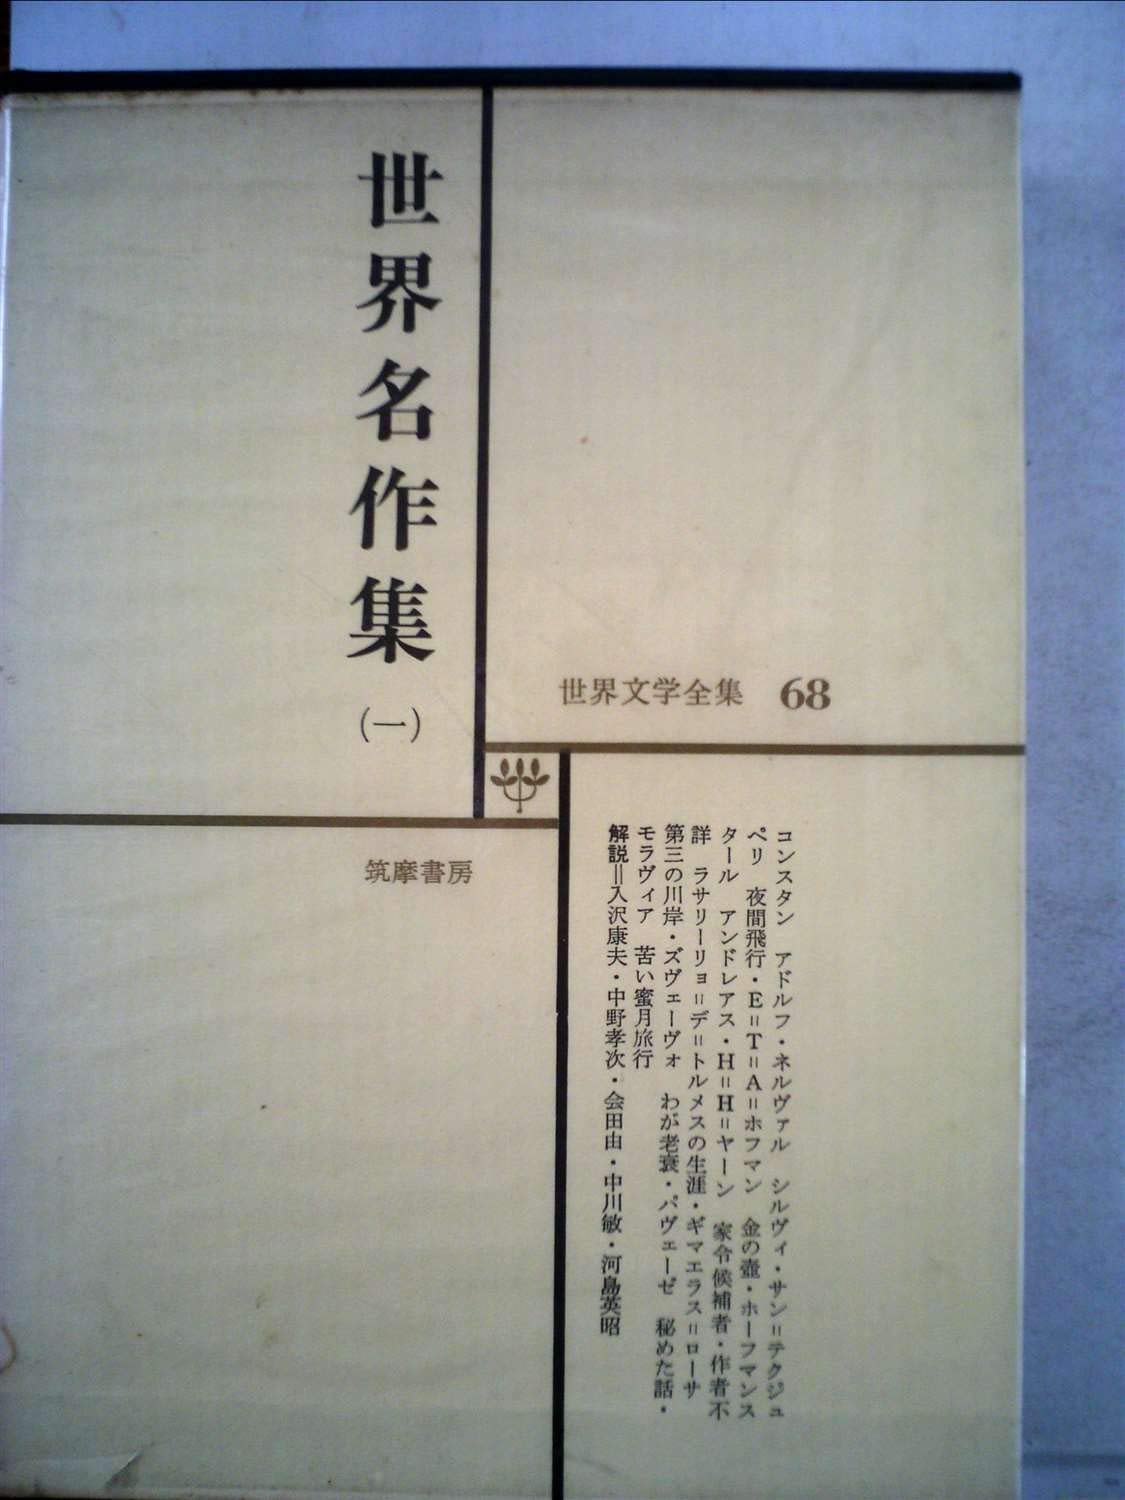 世界名作集
(一)
世界文学全集 68
筑摩書房
コンスタン アドルフ・ネルヴァル シルヴィ・サン=テクジュ
ペリ 夜間飛行・E=T=A=ホフマン 金の壺・ホーフマンス
タール アンドレアス・H=H=ヤーン 家令候補者・作者不
詳 ラサリーリョ=デ=トルメスの生涯・ギマエラス=ローサ
第三の川岸・ズヴェーヴォ わが老衰・パヴェーゼ 秘めた話・
モラヴィア 苦い蜜月旅行
解説=入沢康夫・中野孝次・会田由・中川敏・河島英昭